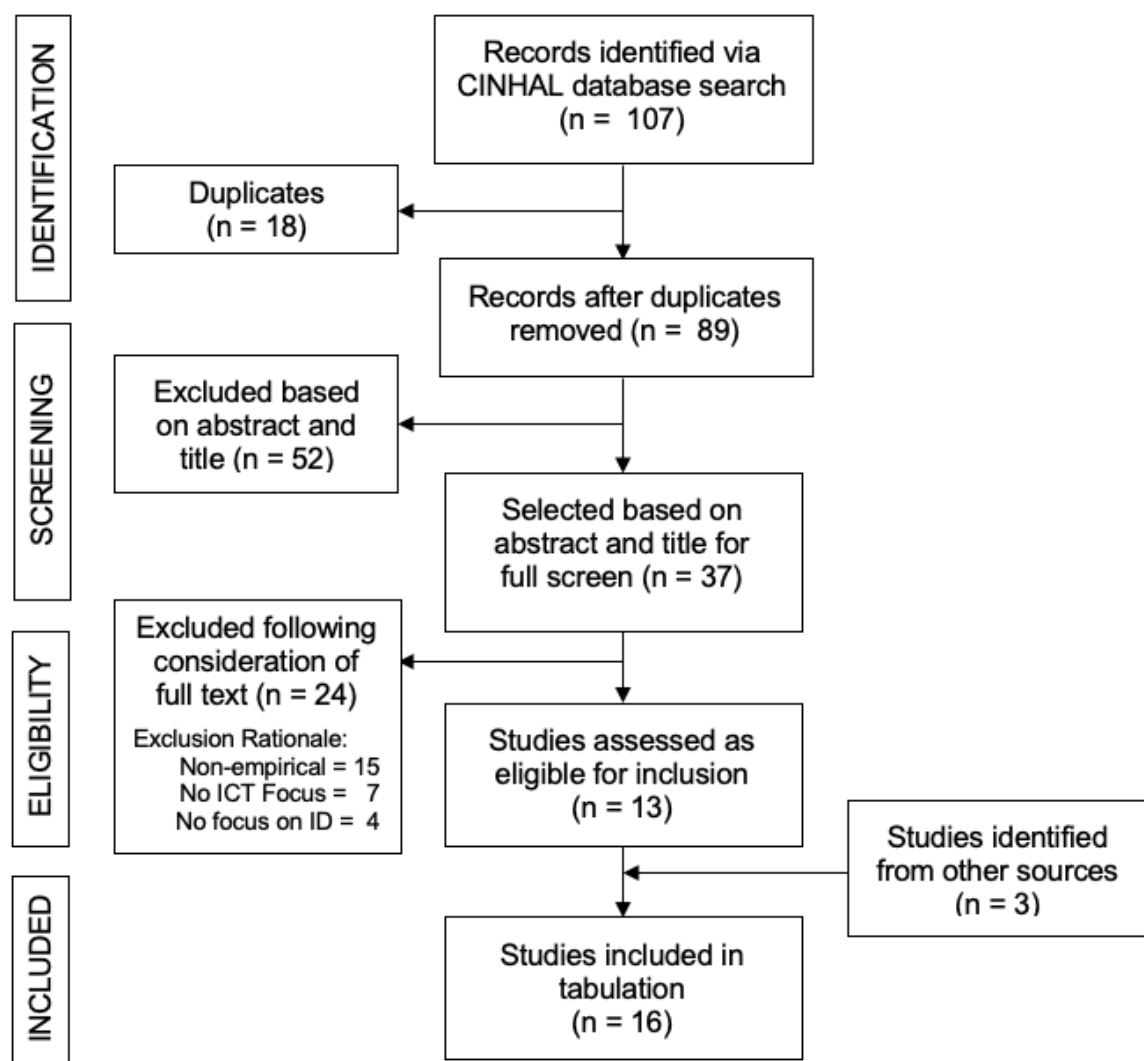 IDENTIFICATION
Records identified via
CINHAL database search
(n = 107)
Duplicates
(n = 18)
Records after duplicates
removed (n = 89)
SCREENING
Excluded based
on abstract and
title (n = 52)
Selected based on
abstract and title for
full screen (n = 37)
ELIGIBILITY
Excluded following
consideration of
full text (n = 24)
Exclusion Rationale:
Non-empirical = 15
No ICT Focus = 7
No focus on ID = 4
Studies assessed as
eligible for inclusion
(n = 13)
Studies identified
from other sources
(n = 3)
INCLUDED
Studies included in
tabulation
(n = 16)